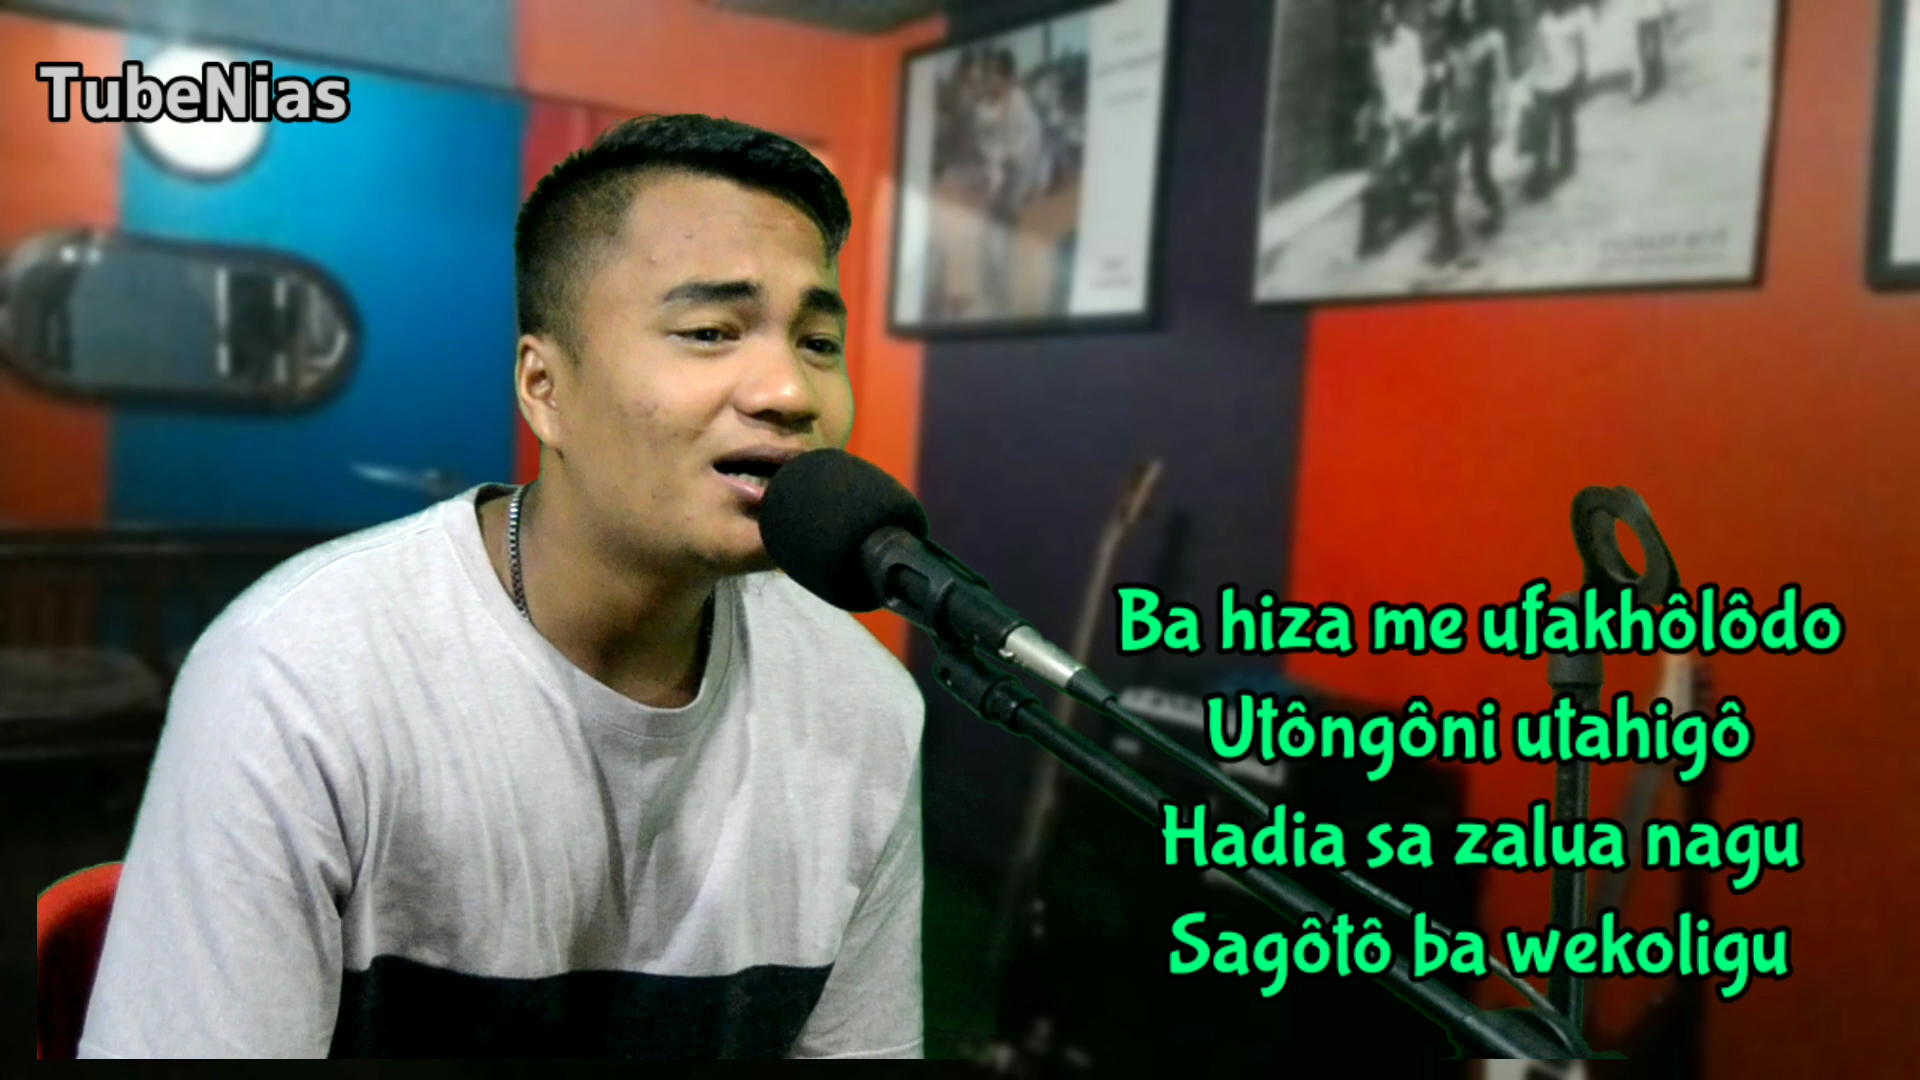 TubeNias
Ba hiza me ufakhôlôdo
Utôngôni utahigô
Hadia sa zalua nagu
Sagôtô ba wekoligu